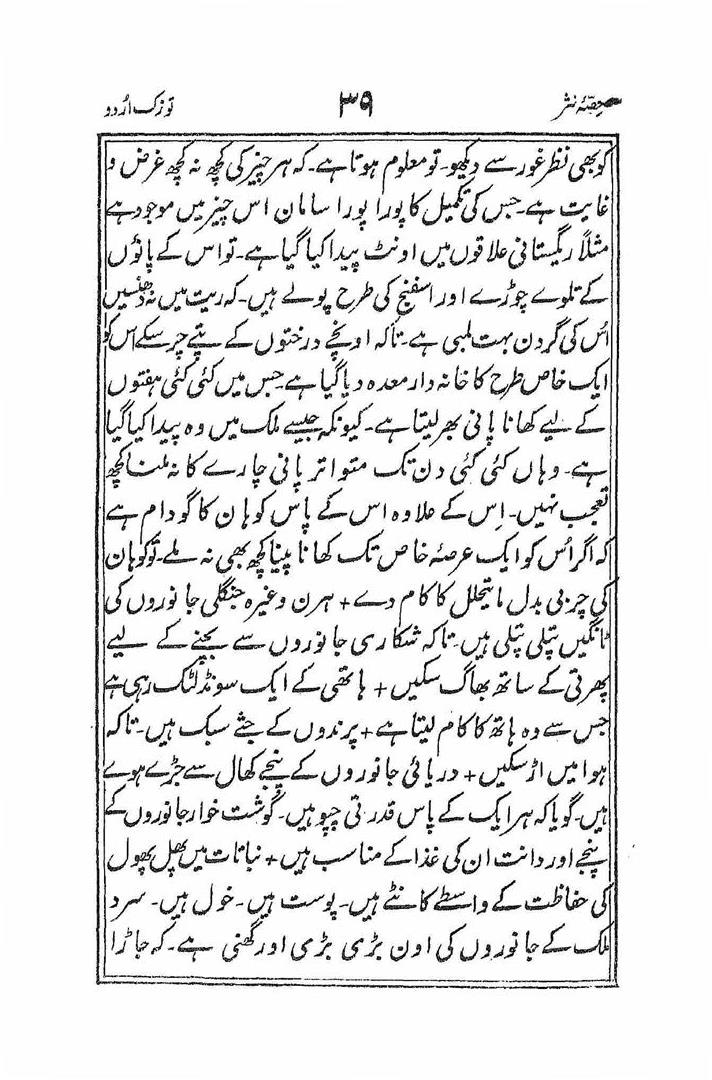 حصّۂ نثر ۳۹ توزک اُردو
کو بھی نظر غور سے دیکھو۔ تو معلوم ہوتا ہے۔ کہ ہر چیز کی کچھ نہ کچھ غرض و
غایت ہے۔ جس کی تکمیل کا پورا پورا سامان اس چیز میں موجود ہے
مثلاً ریگستانی علاقوں میں اونٹ پیدا کیا گیا ہے۔ تو اس کے پاؤں
کے تلوے چوڑے اور اسفنج کی طرح پولے ہیں۔ کہ ریت میں نہ دھنسیں
اُس کی گردن بہت لمبی ہے۔ تاکہ اونچے درختوں کے پتے چر سکے اس کو
ایک خاص طرح کا خانہ دار معدہ دیا گیا ہے۔ جس میں کئی کئی ہفتوں
کے لیے کھانا پانی بھر لیتا ہے۔ کیونکہ جیسے ملک میں وہ پیدا کیا گیا
ہے۔ وہاں کئی کئی دن تک متواتر پانی چارے کا نہ ملنا کچھ
تعجب نہیں۔ اِس کے علاوہ اس کے پاس کوہان کا گودام ہے
کہ اگر اُس کو ایک عرصۂ خاص تک کھانا پینا کچھ بھی نہ ملے۔ تو کوہان
کی چربی بدل ما یتحلل کا کام دے + ہرن وغیرہ جنگلی جانوروں کی
ٹانگیں پتلی پتلی ہیں۔ تاکہ شکاری جانوروں سے بچنے کے لیے
پھرتی کے ساتھ بھاگ سکیں + ہاتھی کے ایک سونڈ لٹک رہی ہے
جس سے وہ ہاتھ کا کام لیتا ہے + پرندوں کے جثے سبک ہیں۔ تاکہ
ہوا میں اڑ سکیں + دریائی جانوروں کے پنجے کھال سے جڑے ہوے
ہیں۔ گویا کہ ہر ایک کے پاس قدرتی چپو ہیں۔ گوشت خوار جانوروں کے
پنجے اور دانت ان کی غذا کے مناسب ہیں + نباتات میں پھل پھول
کی حفاظت کے واسطے کانٹے ہیں۔ پوست ہیں۔ خول ہیں۔ سرد
ملک کے جانوروں کی اون بڑی بڑی اور گھنی ہے۔ کہ جاڑا